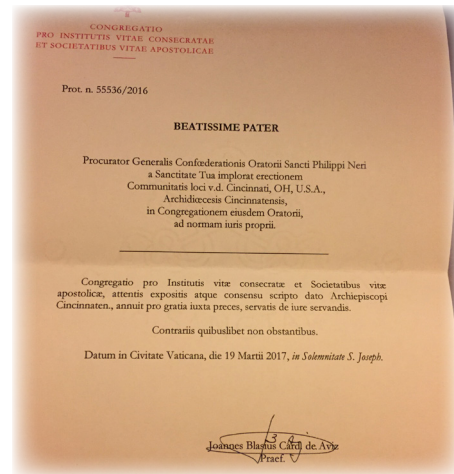 CONGREGATIO
PRO INSTITUTIS VITAE CONSECRATAE
ET SOCIETATIBUS VITAE APOSTOLICAE
Prot. n. 55536/2016
BEATISSIME PATER
Procurator Generalis Confœderationis Oratorii Sancti Philippi Neri
a Sanctitate Tua implorat erectionem
Communitatis loci v.d. Cincinnati, OH, U.S.A.,
Archidiœcesis Cincinnatensis,
in Congregationem eiusdem Oratorii,
ad normam iuris proprii.
Congregatio pro Institutis vitæ consecratæ et Societatibus vitæ
apostolicæ, attentis expositis atque consensu scripto dato Archiepiscopi
Cincinnaten., annuit pro gratia iuxta preces, servatis de iure servandis.
Contrariis quibuslibet non obstantibus.
Datum in Civitate Vaticana, die 19 Martii 2017, in Solemnitate S. Joseph.
Joannes Blasius Card. de Aviz
Praef.